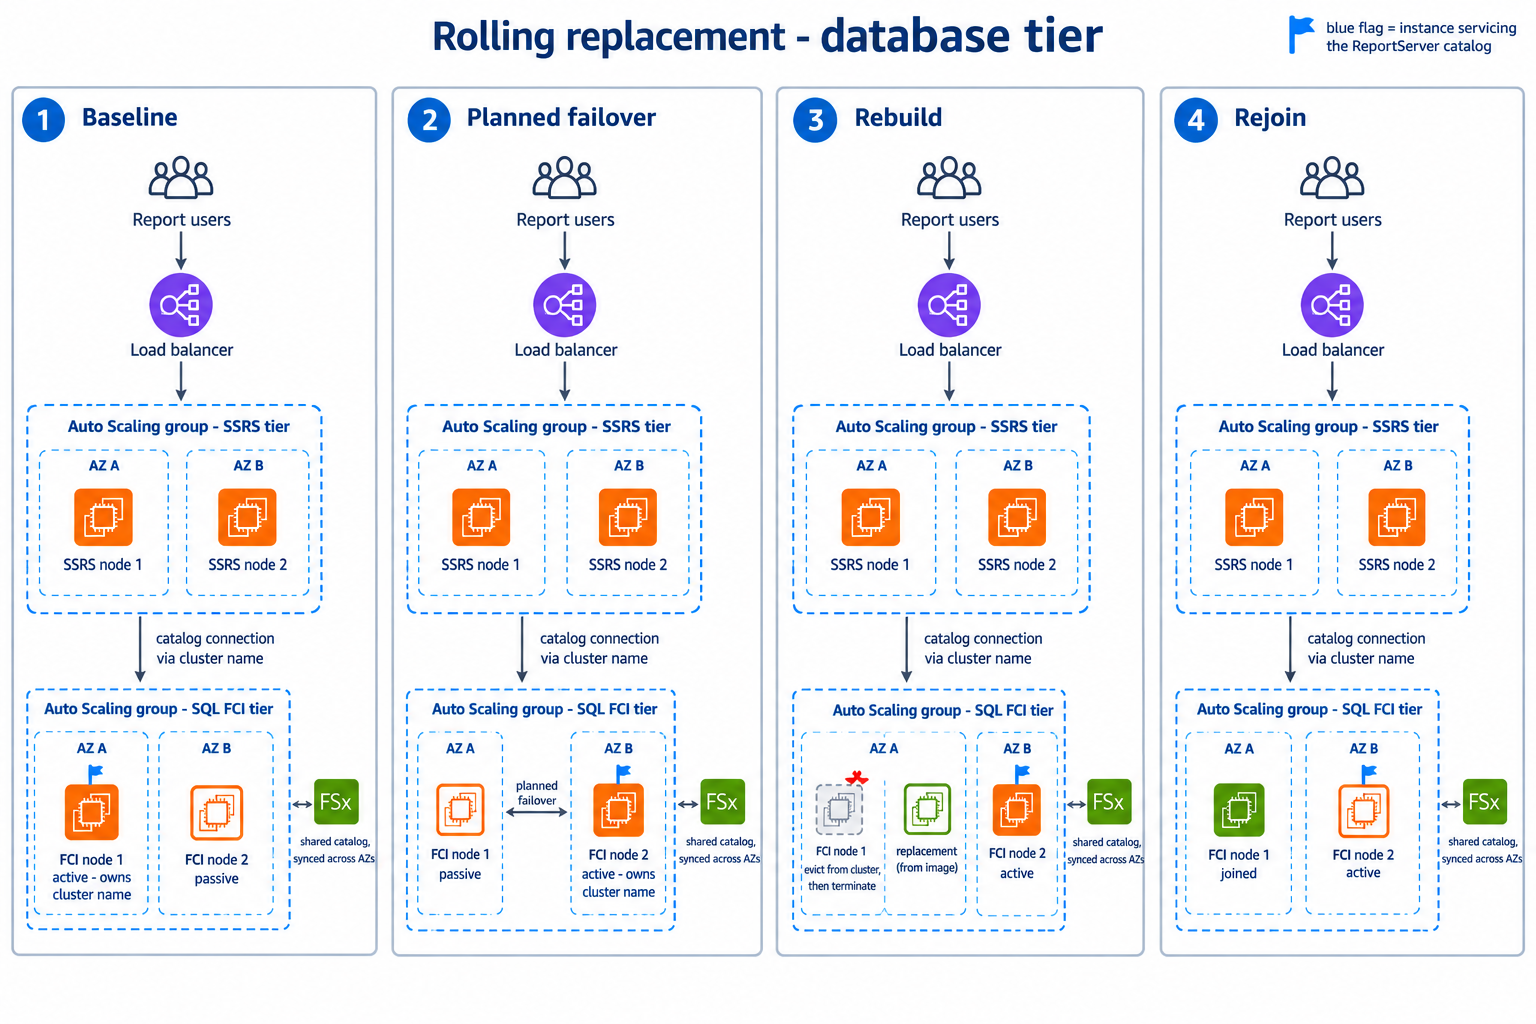 Rolling replacement - database tier
blue flag = instance servicing
the ReportServer catalog
1 Baseline
Report users
Load balancer
Auto Scaling group - SSRS tier
AZ A
AZ B
SSRS node 1
SSRS node 2
catalog connection
via cluster name
Auto Scaling group - SQL FCI tier
AZ A
AZ B
FCI node 1
active - owns
cluster name
FCI node 2
passive
FSx
shared catalog,
synced across AZs
2 Planned failover
Report users
Load balancer
Auto Scaling group - SSRS tier
AZ A
AZ B
SSRS node 1
SSRS node 2
catalog connection
via cluster name
Auto Scaling group - SQL FCI tier
AZ A
AZ B
planned
failover
FCI node 1
passive
FCI node 2
active - owns
cluster name
FSx
shared catalog,
synced across AZs
3 Rebuild
Report users
Load balancer
Auto Scaling group - SSRS tier
AZ A
AZ B
SSRS node 1
SSRS node 2
catalog connection
via cluster name
Auto Scaling group - SQL FCI tier
AZ A
AZ B
FCI node 1
evict from cluster,
then terminate
replacement
(from image)
FCI node 2
active
FSx
shared catalog,
synced across AZs
4 Rejoin
Report users
Load balancer
Auto Scaling group - SSRS tier
AZ A
AZ B
SSRS node 1
SSRS node 2
catalog connection
via cluster name
Auto Scaling group - SQL FCI tier
AZ A
AZ B
FCI node 1
joined
FCI node 2
active
FSx
shared catalog,
synced across AZs